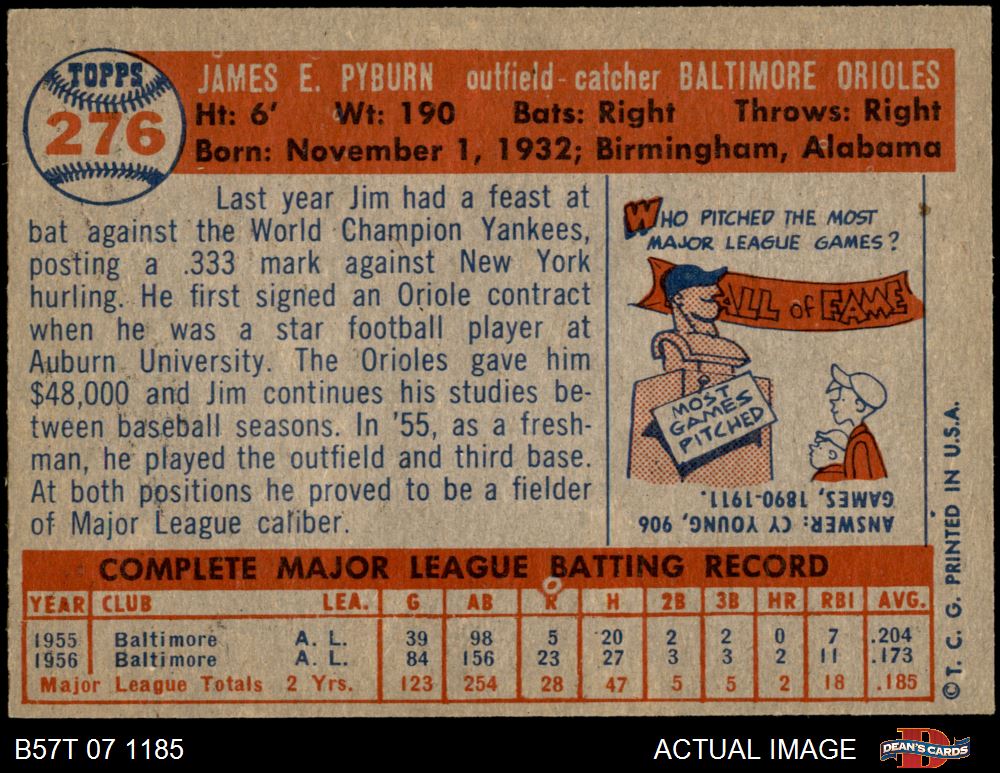 TOPPS
276
JAMES E. PYBURN outfield-catcher BALTIMORE ORIOLES
Ht: 6' Wt: 190 Bats: Right Throws: Right
Born: November 1, 1932; Birmingham, Alabama
Last year Jim had a feast at
bat against the World Champion Yankees,
posting a .333 mark against New York
hurling. He first signed an Oriole contract
when he was a star football player at
Auburn University. The Orioles gave him
$48,000 and Jim continues his studies be-
tween baseball seasons. In '55, as a fresh-
man, he played the outfield and third base.
At both positions he proved to be a fielder
of Major League caliber.
WHO PITCHED THE MOST
MAJOR LEAGUE GAMES?
ALL OF FAME
MOST
GAMES
PITCHED
ANSWER: CY YOUNG, 906
GAMES, 1890-1911.
COMPLETE MAJOR LEAGUE BATTING RECORD
YEAR CLUB LEA. G AB R H 2B 3B HR RBI AVG.
1955 Baltimore A. L. 39 98 5 20 2 2 0 7 .204
1956 Baltimore A. L. 84 156 23 27 3 3 2 11 .173
Major League Totals 2 Yrs. 123 254 28 47 5 5 2 18 .185
© T. C. G. PRINTED IN U.S.A.
B57T 07 1185
ACTUAL IMAGE
DEAN'S CARDS